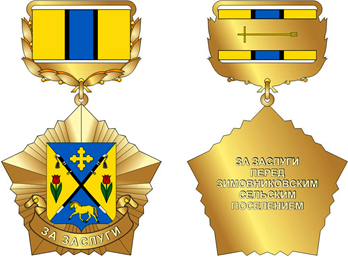 ЗА ЗАСЛУГИ
ЗА ЗАСЛУГИ
ПЕРЕД
ЗИМОВНИКОВСКИМ
СЕЛЬСКИМ
ПОСЕЛЕНИЕМ